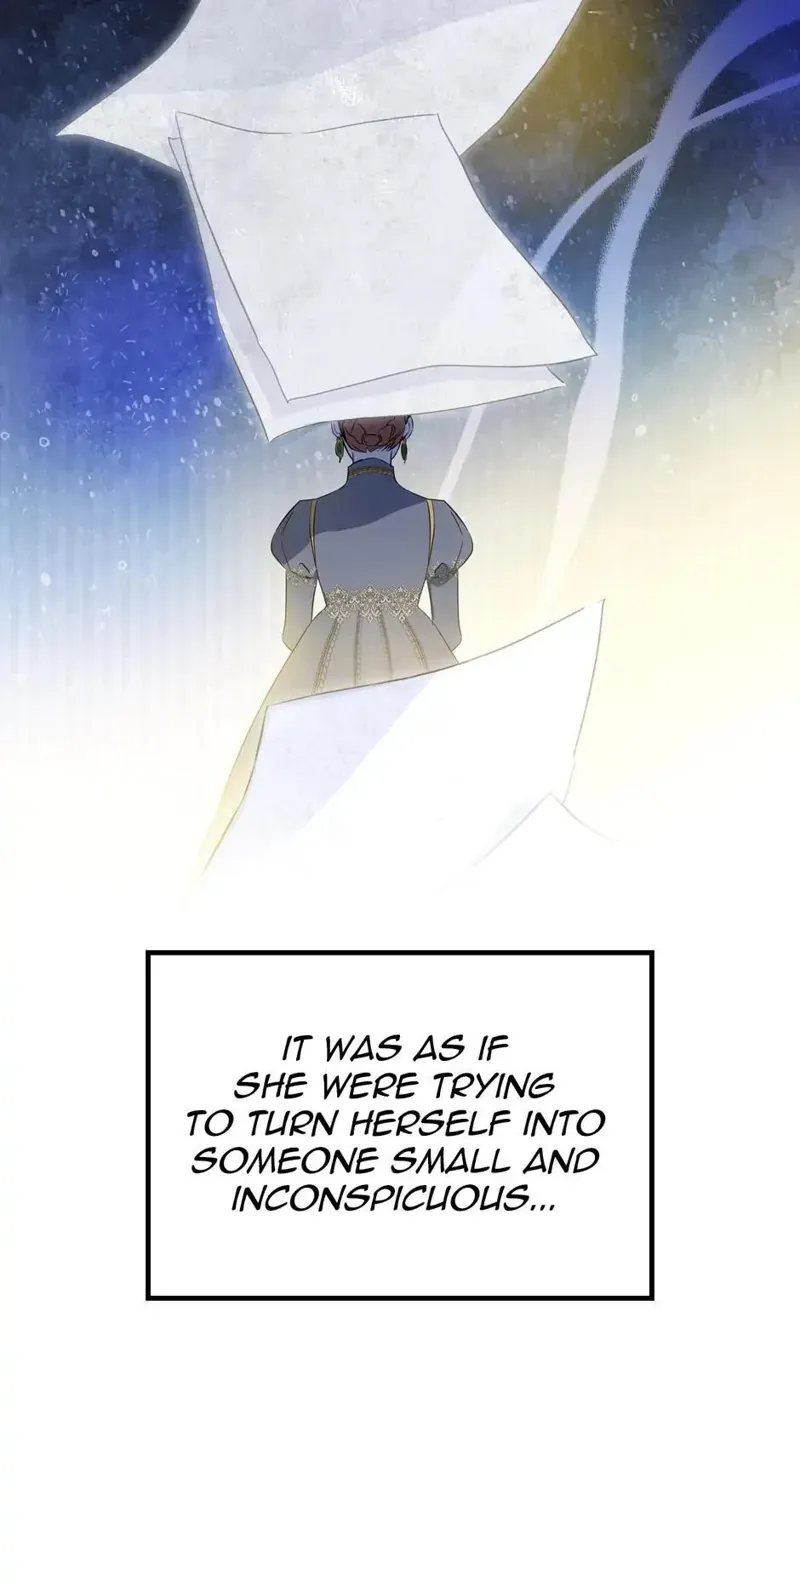 IT WAS AS IF
SHE WERE TRYING
TO TURN HERSELF INTO
SOMEONE SMALL AND
INCONSPICUOUS...